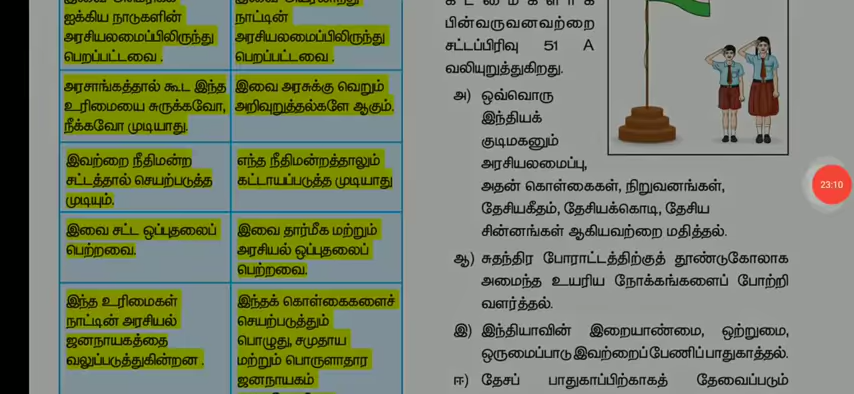 ஐக்கிய நாடுகளின்
அரசியலமைப்பிலிருந்து
பெறப்பட்டவை .
நாட்டின்
அரசியலமைப்பிலிருந்து
பெறப்பட்டவை .
அரசாங்கத்தால் கூட இந்த
உரிமையை சுருக்கவோ,
நீக்கவோ முடியாது.
இவை அரசுக்கு வெறும்
அறிவுறுத்தல்களே ஆகும்.
இவற்றை நீதிமன்ற
சட்டத்தால் செயற்படுத்த
முடியும்.
எந்த நீதிமன்றத்தாலும்
கட்டாயப்படுத்த முடியாது
இவை சட்ட ஒப்புதலைப்
பெற்றவை.
இவை தார்மீக மற்றும்
அரசியல் ஒப்புதலைப்
பெற்றவை.
இந்த உரிமைகள்
நாட்டின் அரசியல்
ஜனநாயகத்தை
வலுப்படுத்துகின்றன .
இந்தக் கொள்கைகளைச்
செயற்படுத்தும்
பொழுது, சமுதாய
மற்றும் பொருளாதார
ஜனநாயகம்
பின்வருவனவற்றை
சட்டப்பிரிவு 51 A
வலியுறுத்துகிறது.
அ) ஒவ்வொரு
இந்தியக்
குடிமகனும்
அரசியலமைப்பு,
அதன் கொள்கைகள், நிறுவனங்கள்,
தேசியகீதம், தேசியக்கொடி, தேசிய
சின்னங்கள் ஆகியவற்றை மதித்தல்.
ஆ) சுதந்திர போராட்டத்திற்குத் தூண்டுகோலாக
அமைந்த உயரிய நோக்கங்களைப் போற்றி
வளர்த்தல்.
இ) இந்தியாவின் இறையாண்மை, ஒற்றுமை,
ஒருமைப்பாடு இவற்றைப் பேணிப் பாதுகாத்தல்.
ஈ) தேசப் பாதுகாப்பிற்காகத் தேவைப்படும்
23:10